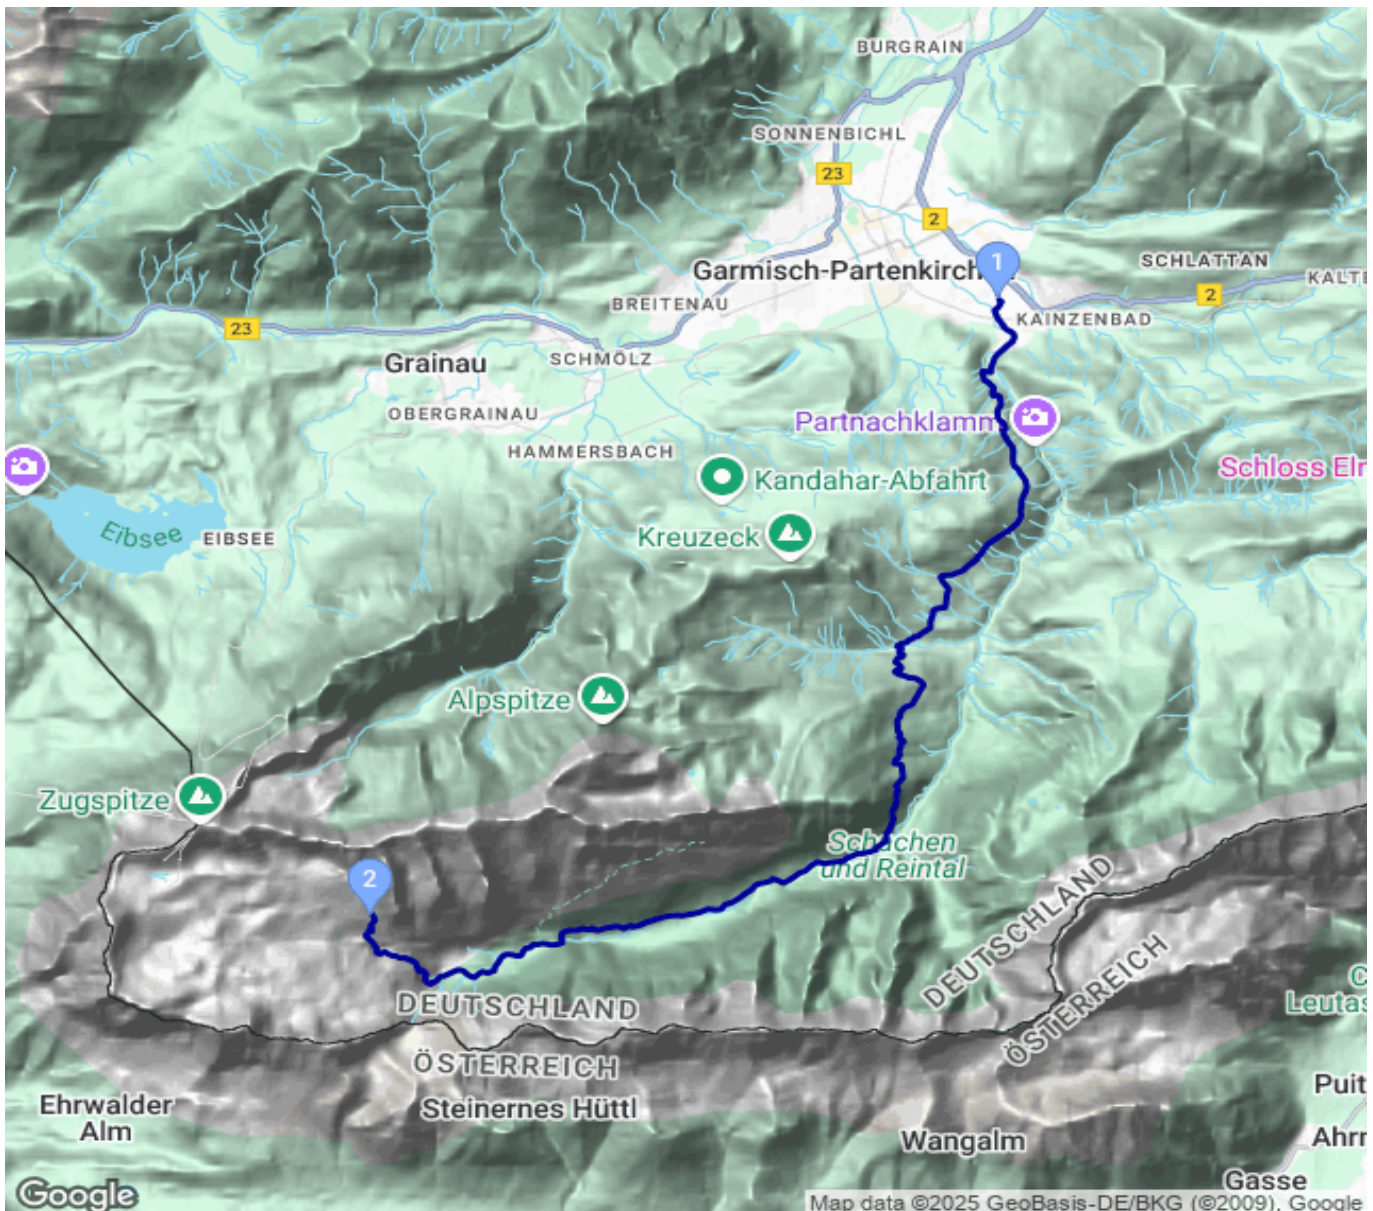 BURGRAIN
SONNENBICHL
23
2
1
Garmisch-Partenkirch
SCHLATTAN
KALTE
2
BREITENAU
KAINZENBAD
23
SCHMÖLZ
Grainau
OBERGRAINAU
Partnachklamm
HAMMERSBACH
Schloss Elm
Kandahar-Abfahrt
Eibsee
EIBSEE
Kreuzeck
Alpspitze
Zugspitze
Schachen
und Reintal
2
DEUTSCHLAND
ÖSTERREICH
DEUTSCHLAND
ÖSTERREICH
C
Leutas
Ehrwalder
Alm
Steinernes Hüttl
Puit
Wangalm
Ahrr
Gasse
Google
Map data ©2025 GeoBasis-DE/BKG (©2009), Google